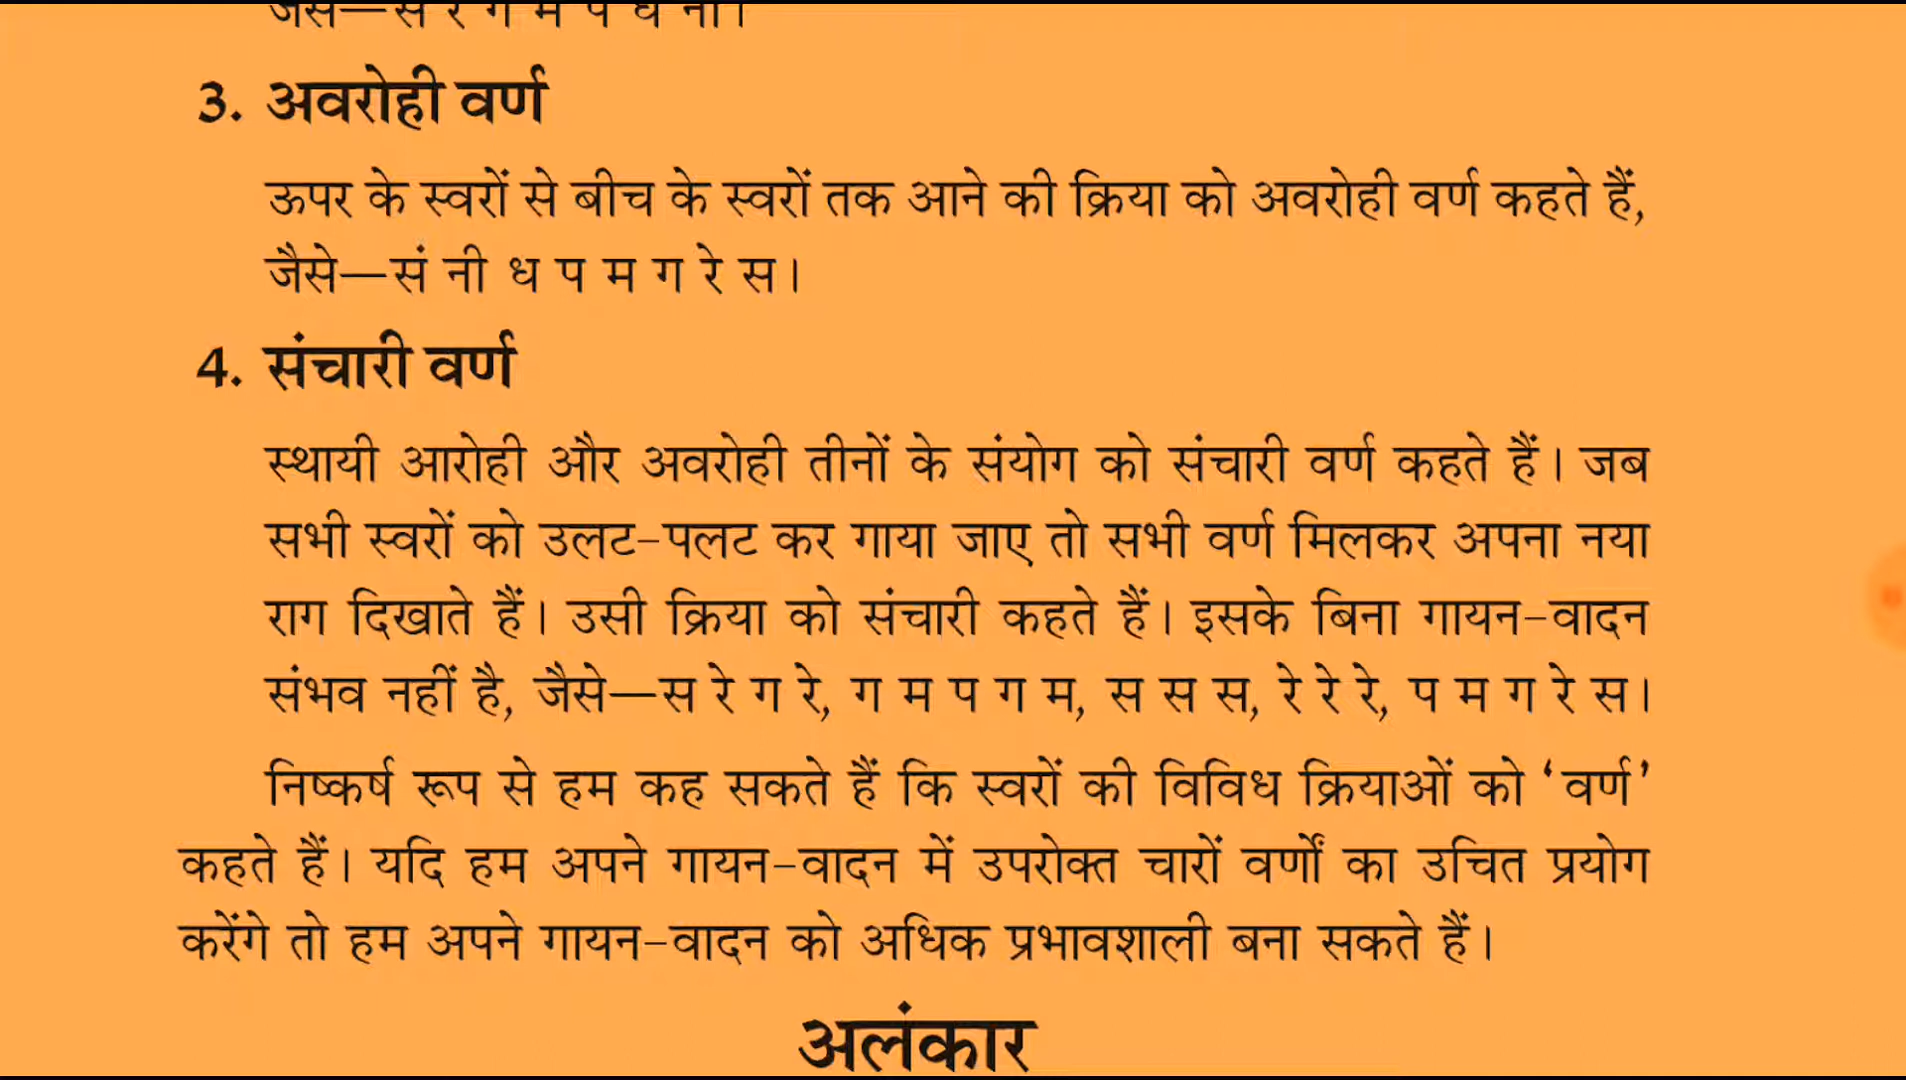 जैसे—स रे ग म प ध नी।
3. अवरोही वर्ण
ऊपर के स्वरों से बीच के स्वरों तक आने की क्रिया को अवरोही वर्ण कहते हैं,
जैसे—सं नी ध प म ग रे स।
4. संचारी वर्ण
स्थायी आरोही और अवरोही तीनों के संयोग को संचारी वर्ण कहते हैं। जब
सभी स्वरों को उलट-पलट कर गाया जाए तो सभी वर्ण मिलकर अपना नया
राग दिखाते हैं। उसी क्रिया को संचारी कहते हैं। इसके बिना गायन-वादन
संभव नहीं है, जैसे—स रे ग रे, ग म प ग म, स स स, रे रे रे, प म ग रे स।
निष्कर्ष रूप से हम कह सकते हैं कि स्वरों की विविध क्रियाओं को ‘वर्ण’
कहते हैं। यदि हम अपने गायन-वादन में उपरोक्त चारों वर्णों का उचित प्रयोग
करेंगे तो हम अपने गायन-वादन को अधिक प्रभावशाली बना सकते हैं।
अलंकार